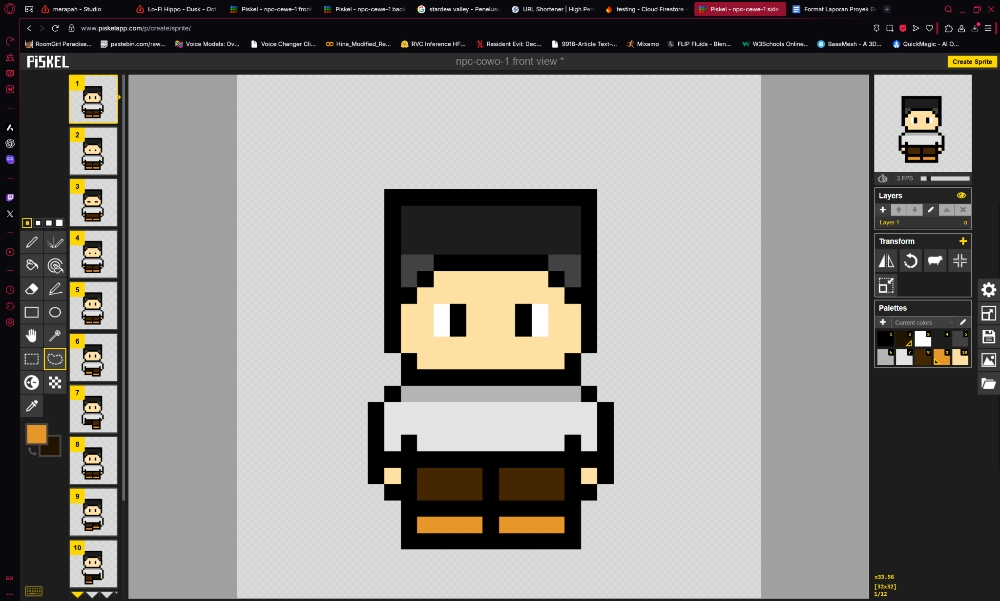 merapah - Studio
Lo-Fi Hippo - Dusk - Oct
Piskel - npc-cewe-1 front
Piskel - npc-cewe-1 back
stardew valley - Penelusu
URL Shortener | High Per
testing - Cloud Firestore -
Piskel - npc-cewe-1 side
Format Laporan Proyek Ga
www.piskelapp.com/p/create/sprite/
RoomGirl Paradise...
pastebin.com/raw...
Voice Models: Ov...
Voice Changer Cli...
Hina_Modified_Re...
RVC Inference HF...
Resident Evil: Dec...
9916-Article Text-...
Mixamo
FLIP Fluids - Blen...
W3Schools Online...
BaseMesh - A 3D...
QuickMagic - AI O...
PiSKEL
npc-cowo-1 front view *
Create Sprite
1
2
3
4
5
6
7
8
9
10
3 FPS
Layers
Layer 1
α
Transform
Palettes
Current colors
1 2 3 4 5
6 7 8 9 10
M
CS
GX
x33.56
[32x32]
1/12